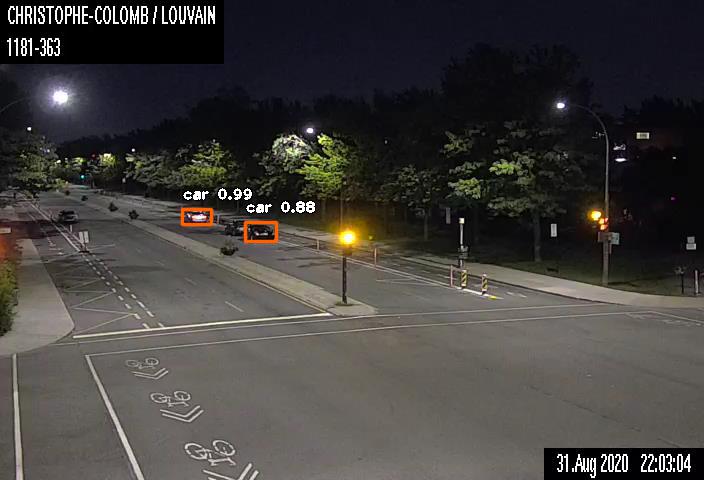 CHRISTOPHE-COLOMB / LOUVAIN
1181-363
car 0.99
car 0.88
31.Aug 2020 22:03:04